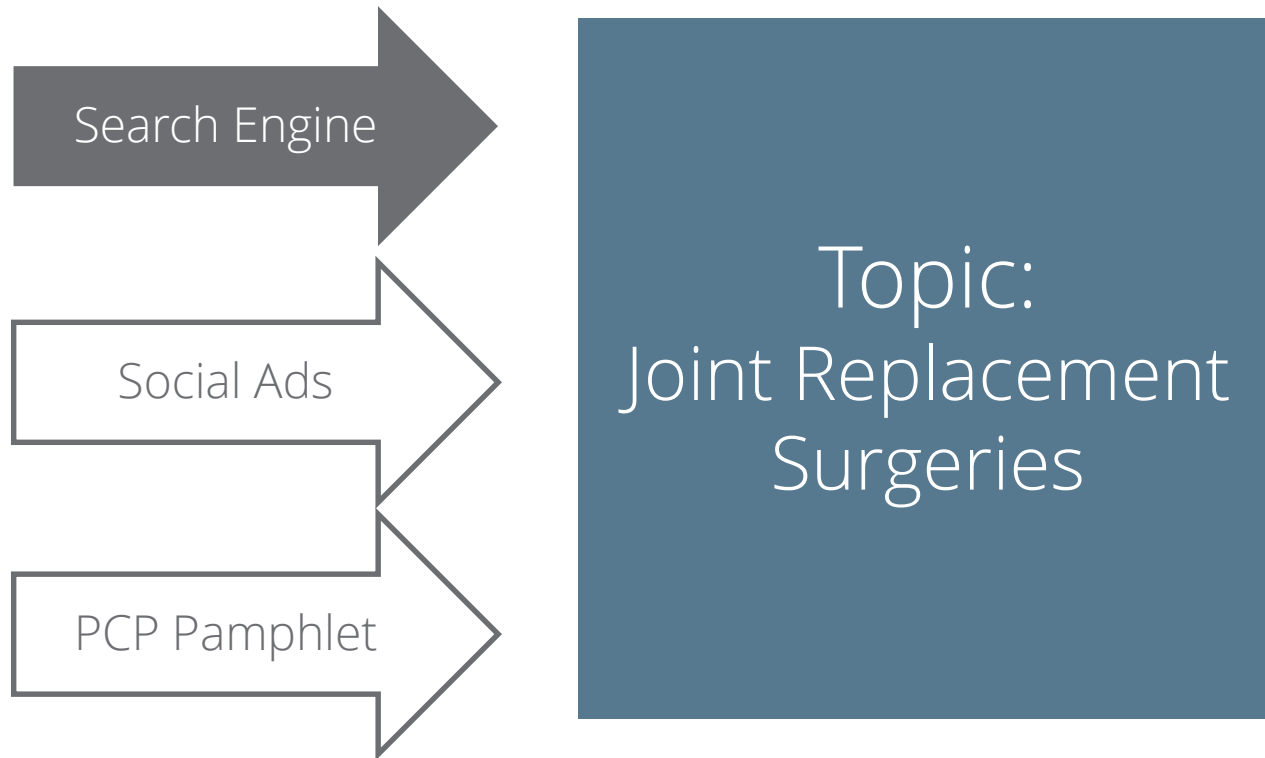 Search Engine
Social Ads
PCP Pamphlet
Topic:
Joint Replacement
Surgeries